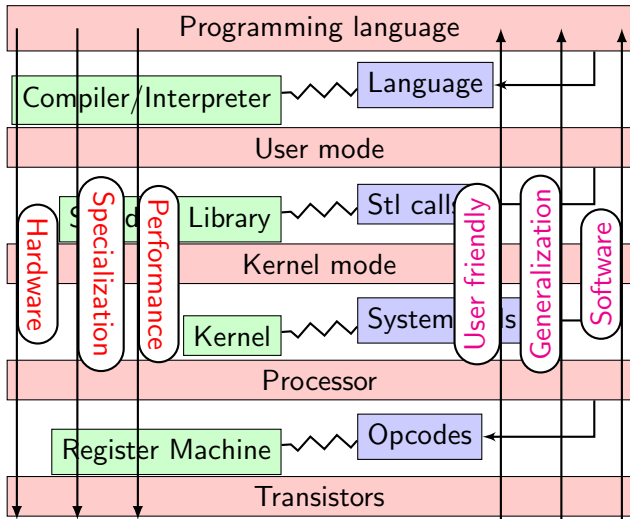 Programming language
Language
Compiler/Interpreter
User mode
Stl calls
Library
Kernel mode
System
Kernel
Processor
Opcodes
Register Machine
Transistors
Hardware
Specialization
Performance
User friendly
Generalization
Software